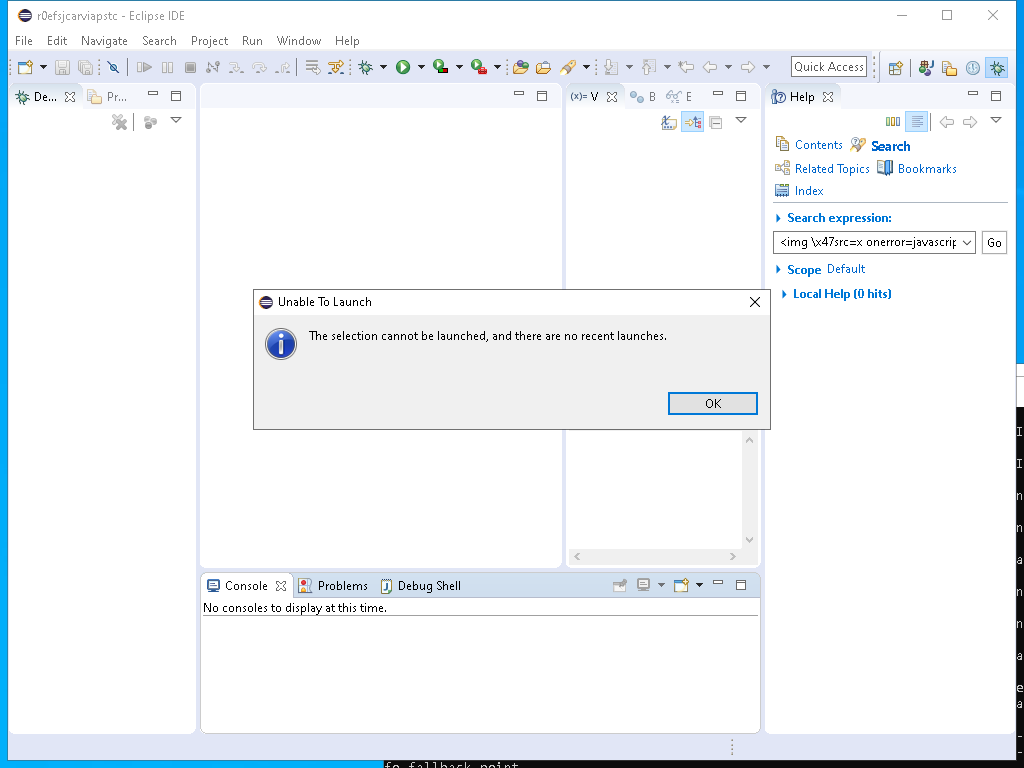 r0efsjcarviapstc - Eclipse IDE
File Edit Navigate Search Project Run Window Help
Quick Access
De... Pr... (x)= V B E Help
Contents Search
Related Topics Bookmarks
Index
Search expression:
<img \x47src=x onerror=javascrip Go
Scope Default
Local Help (0 hits)
Unable To Launch
The selection cannot be launched, and there are no recent launches.
OK
Console Problems Debug Shell
No consoles to display at this time.
fo fallback point